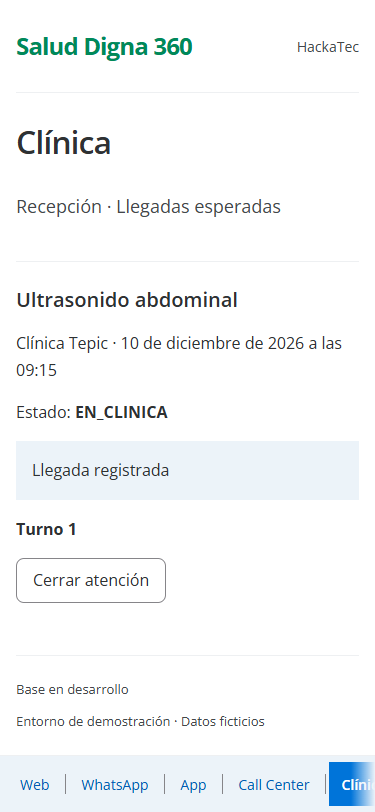 Salud Digna 360
HackaTec
Clínica
Recepción · Llegadas esperadas
Ultrasonido abdominal
Clínica Tepic · 10 de diciembre de 2026 a las
09:15
Estado: EN_CLINICA
Llegada registrada
Turno 1
Cerrar atención
Base en desarrollo
Entorno de demostración · Datos ficticios
Web
WhatsApp
App
Call Center